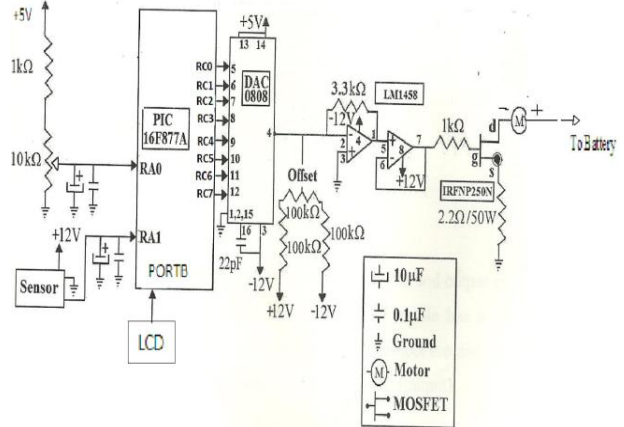 +5V
1kΩ
10kΩ
+12V
Sensor
PIC
16F877A
RA0
RA1
PORTB
LCD
RC0
RC1
RC2
RC3
RC4
RC5
RC6
RC7
+5V
13 14
DAC
0808
5
6
7
8
9
10
11
12
4
1,2,15
16
3
22pF
-12V
Offset
100kΩ
100kΩ
100kΩ
+12V
-12V
3.3kΩ
LM1458
-12V
2
3
4
1
5
6
8
7
+12V
1kΩ
d
g
s
M
- +
To Battery
IRFNP250N
2.2Ω/50W
10µF
0.1µF
Ground
M
Motor
MOSFET